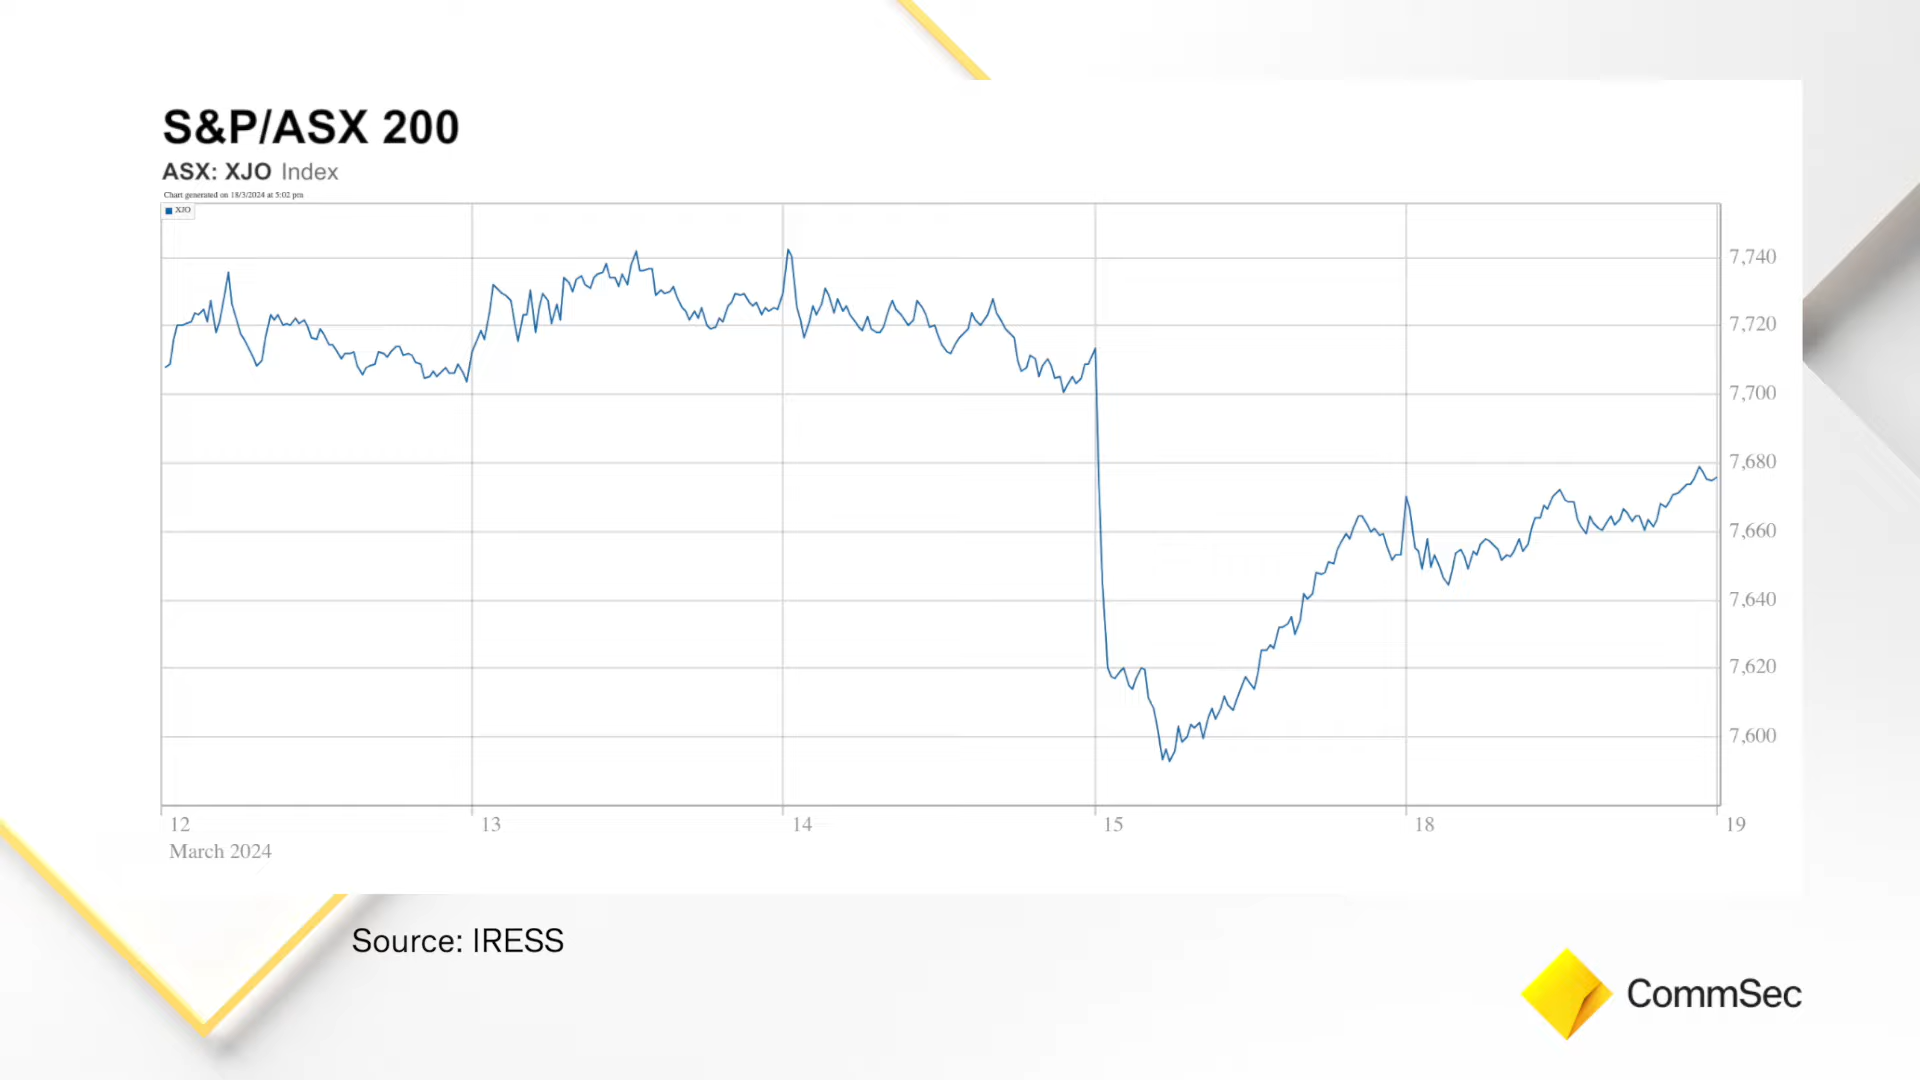 S&P/ASX 200
ASX: XJO Index
Chart generated on 18/3/2024 at 5:02 pm
XJO
7,740
7,720
7,700
7,680
7,660
7,640
7,620
7,600
12 13 14 15 18 19
March 2024
Source: IRESS
CommSec